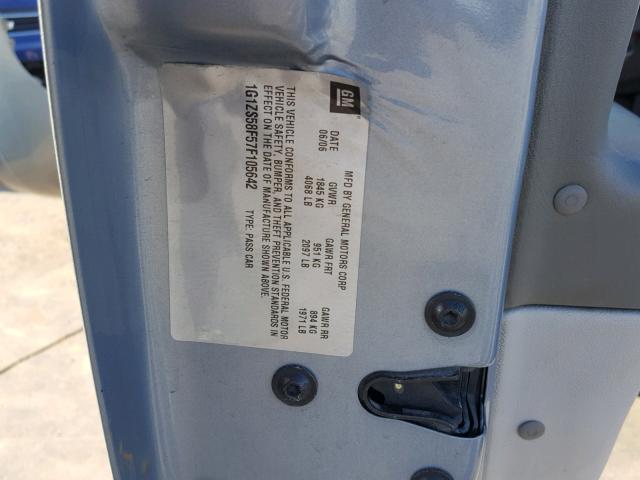 GM
MFD BY GENERAL MOTORS CORP
DATE GVWR GAWR FRT GAWR RR
06/06 1845 KG 951 KG 894 KG
4068 LB 2097 LB 1971 LB
THIS VEHICLE CONFORMS TO ALL APPLICABLE U.S. FEDERAL MOTOR
VEHICLE SAFETY, BUMPER, AND THEFT PREVENTION STANDARDS IN
EFFECT ON THE DATE OF MANUFACTURE SHOWN ABOVE.
1G1ZS58F57F105642 TYPE: PASS CAR